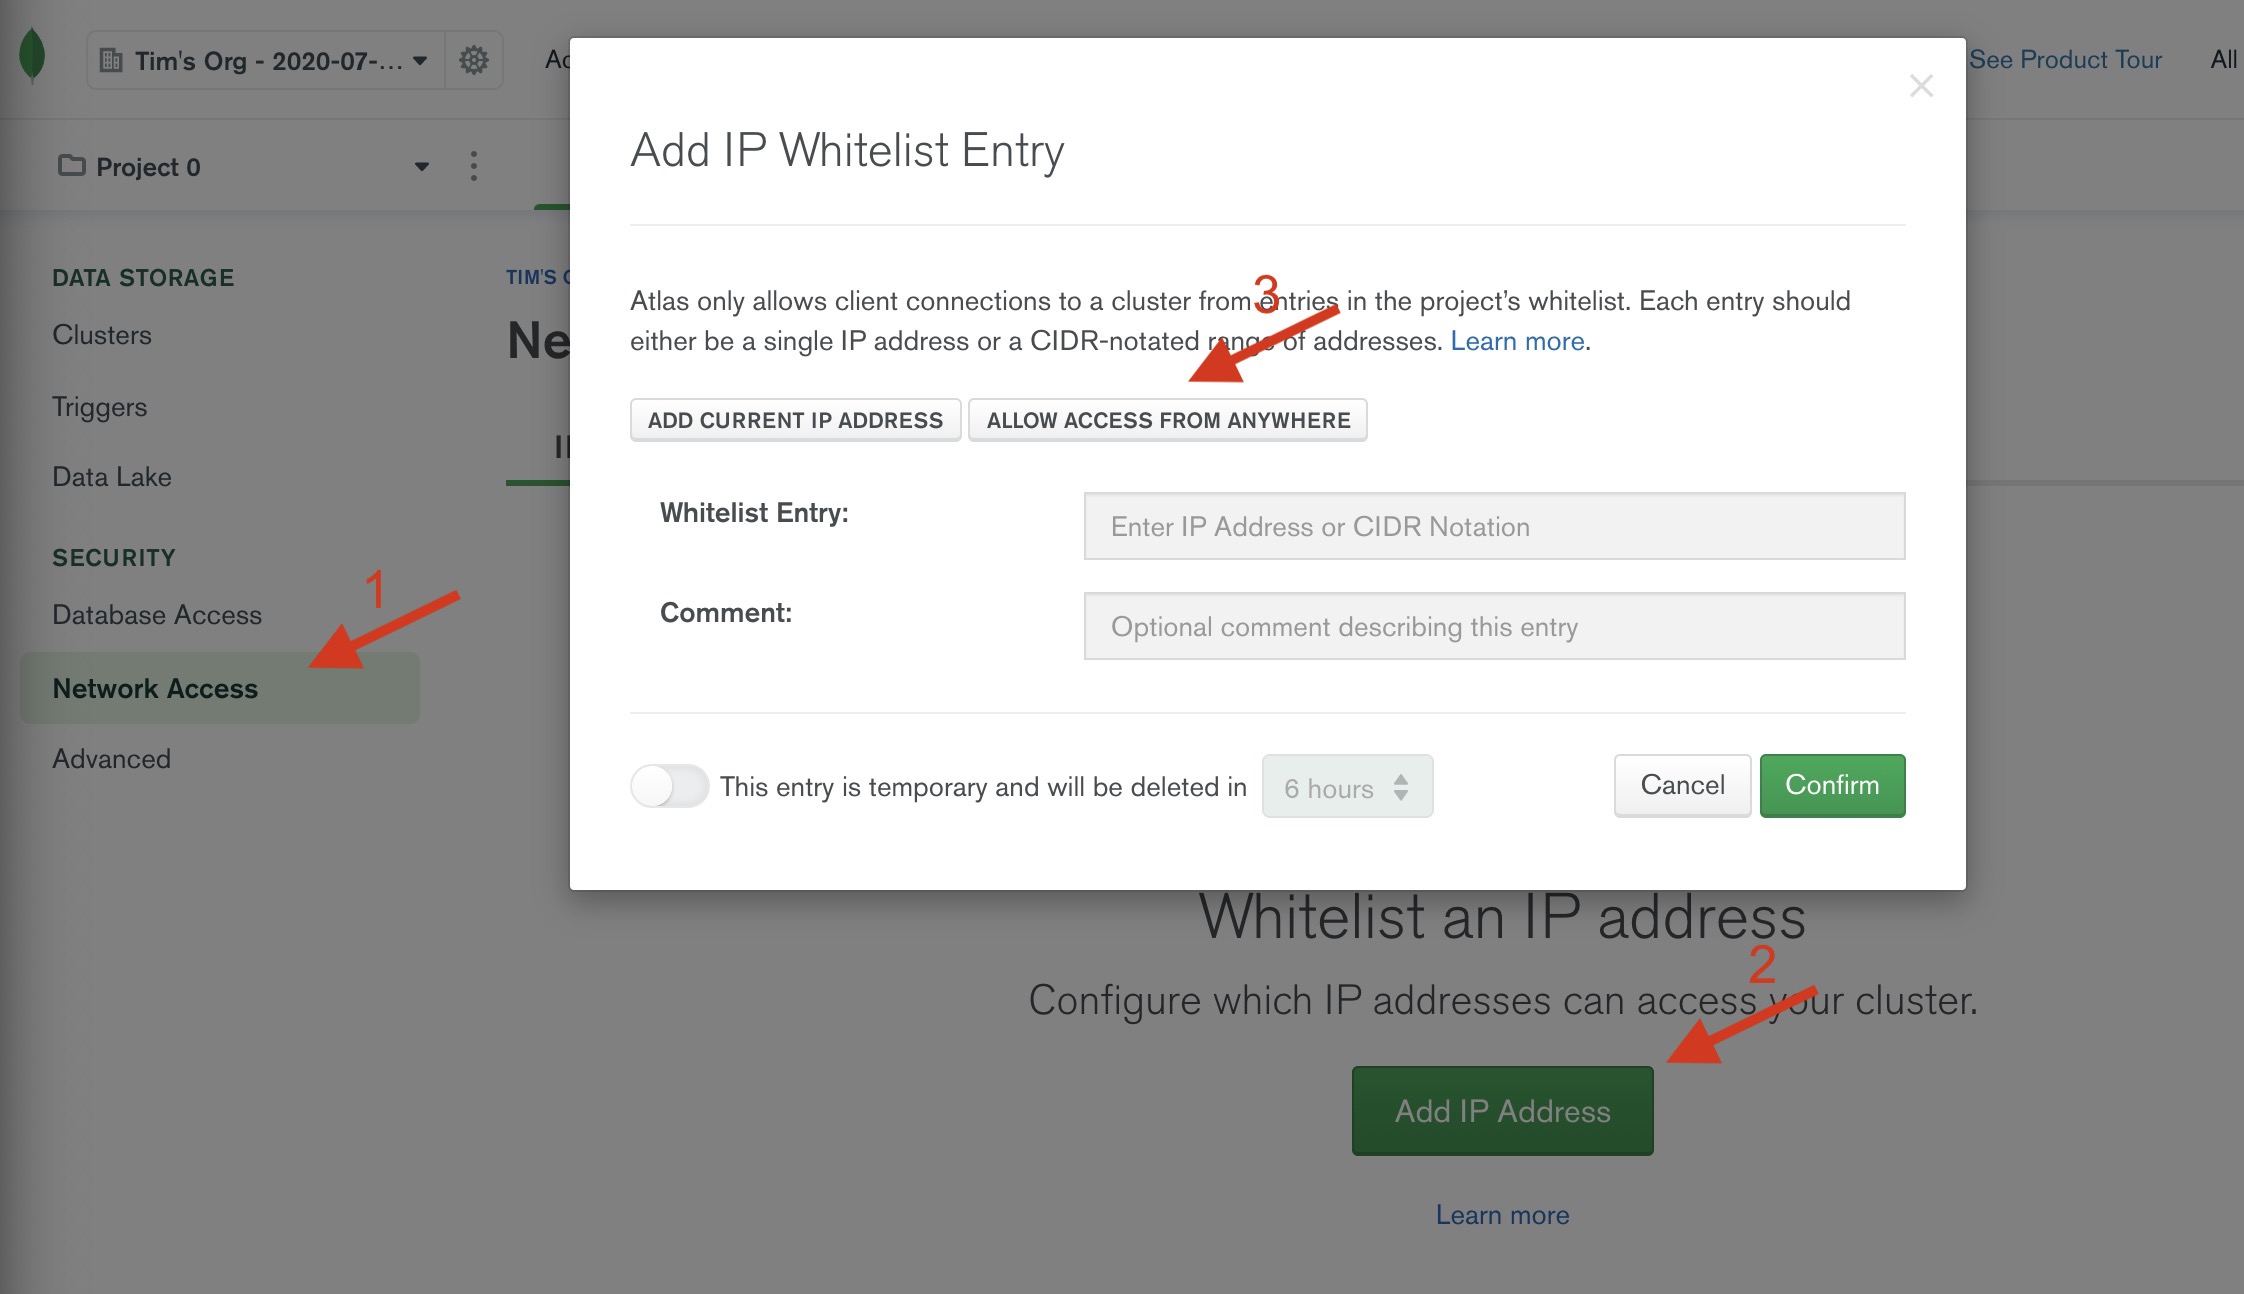 Tim's Org - 2020-07-...
See Product Tour
All
Project 0
DATA STORAGE
Clusters
Triggers
Data Lake
SECURITY
1
Database Access
Network Access
Advanced
TIM'S
Add IP Whitelist Entry
3
Atlas only allows client connections to a cluster from entries in the project's whitelist. Each entry should
either be a single IP address or a CIDR-notated range of addresses. Learn more.
ADD CURRENT IP ADDRESS
ALLOW ACCESS FROM ANYWHERE
Whitelist Entry:
Enter IP Address or CIDR Notation
Comment:
Optional comment describing this entry
This entry is temporary and will be deleted in
6 hours
Cancel
Confirm
Whitelist an IP address
2
Configure which IP addresses can access your cluster.
Add IP Address
Learn more